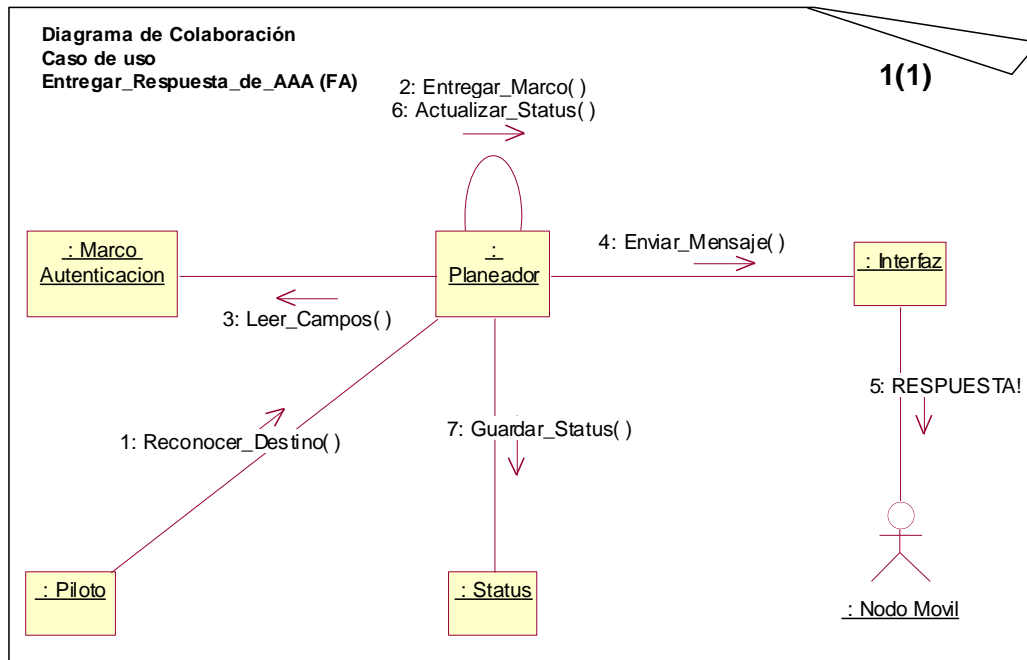 Diagrama de Colaboración
Caso de uso
Entregar_Respuesta_de_AAA (FA)
1(1)
2: Entregar_Marco( )
6: Actualizar_Status( )
: Marco
Autenticacion
:
Planeador
4: Enviar_Mensaje( )
: Interfaz
3: Leer_Campos( )
5: RESPUESTA!
1: Reconocer_Destino( )
7: Guardar_Status( )
: Piloto
: Status
: Nodo Movil